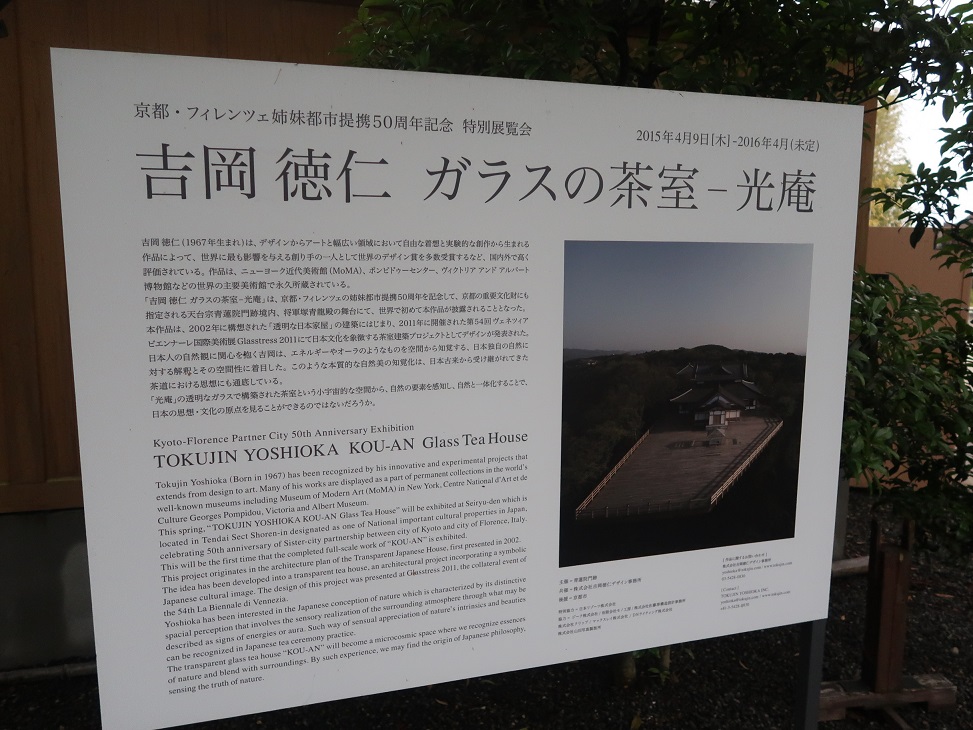 京都・フィレンツェ姉妹都市提携50周年記念 特別展覧会
2015年4月9日[木]-2016年4月(未定)
吉岡 徳仁 ガラスの茶室－光庵
吉岡 徳仁（1967年生まれ）は、デザインからアートと幅広い領域において自由な着想と実験的な創作から生まれる
作品によって、世界に最も影響を与える創り手の一人として世界のデザイン賞を多数受賞するなど、国内外で高く
評価されている。作品は、ニューヨーク近代美術館（MoMA）、ポンピドゥーセンター、ヴィクトリア アンド アルバート
博物館などの世界の主要美術館で永久所蔵されている。
「吉岡 徳仁 ガラスの茶室－光庵」は、京都・フィレンツェの姉妹都市提携50周年を記念して、京都の重要文化財にも
指定される天台宗青蓮院門跡境内、将軍塚青龍殿の舞台にて、世界で初めて本作品が披露されることとなった。
本作品は、2002年に構想された「透明な日本家屋」の建築にはじまり、2011年に開催された第54回ヴェネツィア
ビエンナーレ国際美術展 Glasstress 2011にて日本文化を象徴する茶室建築プロジェクトとしてデザインが発表された。
日本人の自然観に関心を抱く吉岡は、エネルギーやオーラのようなものを空間から知覚する、日本独自の自然に
対する解釈とその空間性に着目した。このような本質的な自然美の知覚化は、日本古来から受け継がれてきた
茶道における思想にも通底している。
「光庵」の透明なガラスで構築された茶室という小宇宙的な空間から、自然の要素を感知し、自然と一体化することで、
日本の思想・文化の原点を見ることができるのではないだろうか。
Kyoto-Florence Partner City 50th Anniversary Exhibition
TOKUJIN YOSHIOKA KOU-AN Glass Tea House
Tokujin Yoshioka (Born in 1967) has been recognized by his innovative and experimental projects that
extends from design to art. Many of his works are displayed as a part of permanent collections in the world's
well-known museums including Museum of Modern Art (MoMA) in New York, Centre National d'Art et de
Culture Georges Pompidou, Victoria and Albert Museum.
This spring, "TOKUJIN YOSHIOKA KOU-AN Glass Tea House" will be exhibited at Seiryu-den which is
located in Tendai Sect Shoren-in designated as one of National important cultural properties in Japan,
celebrating 50th anniversary of Sister-city partnership between city of Kyoto and city of Florence, Italy.
This will be the first time that the completed full-scale work of "KOU-AN" is exhibited.
This project originates in the architecture plan of the Transparent Japanese House, first presented in 2002.
The idea has been developed into a transparent tea house, an architectural project incorporating a symbolic
Japanese cultural image. The design of this project was presented at Glasstress 2011, the collateral event of
the 54th La Biennale di Vennezia.
Yoshioka has been interested in the Japanese conception of nature which is characterized by its distinctive
spacial perception that involves the sensory realization of the surrounding atmosphere through what may be
described as signs of energies or aura. Such way of sensual appreciation of nature's intrinsics and beauties
can be recognized in Japanese tea ceremony practice.
The transparent glass tea house "KOU-AN" will become a microcosmic space where we recognize essences
of nature and blend with surroundings. By such experience, we may find the origin of Japanese philosophy,
sensing the truth of nature.
主催＝青蓮院門跡
共催＝株式会社吉岡徳仁デザイン事務所
後援＝京都市